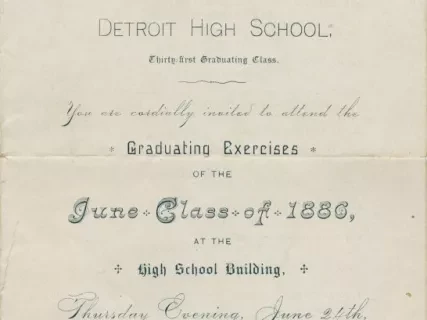 DETROIT HIGH SCHOOL;
Thirty-first Graduating Class.
You are cordially invited to attend the
Graduating Exercises
OF THE
June Class of 1886,
AT THE
High School Building,
Thursday Evening, June 24th,